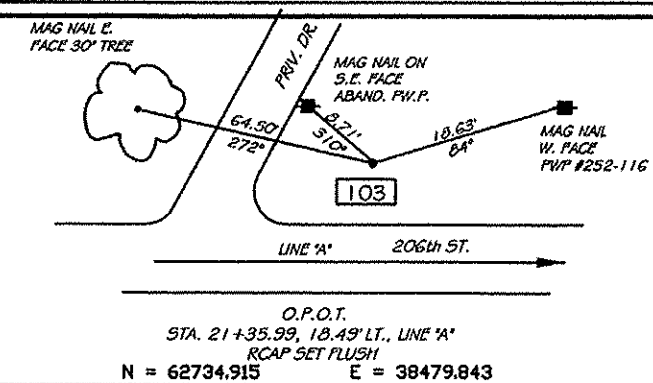 MAG NAIL E.
FACE 30" TREE
PRIV. DR.
MAG NAIL ON
S.E. FACE
ABAND. PW.P.
64.50'
272°
8.71'
310°
18.63'
84°
MAG NAIL
W. FACE
PWP #252-116
103
LINE "A" 206th ST.
O.P.O.T.
STA. 21+35.99, 18.49' LT., LINE "A"
RCAP SET FLUSH
N = 62734.915 E = 38479.843